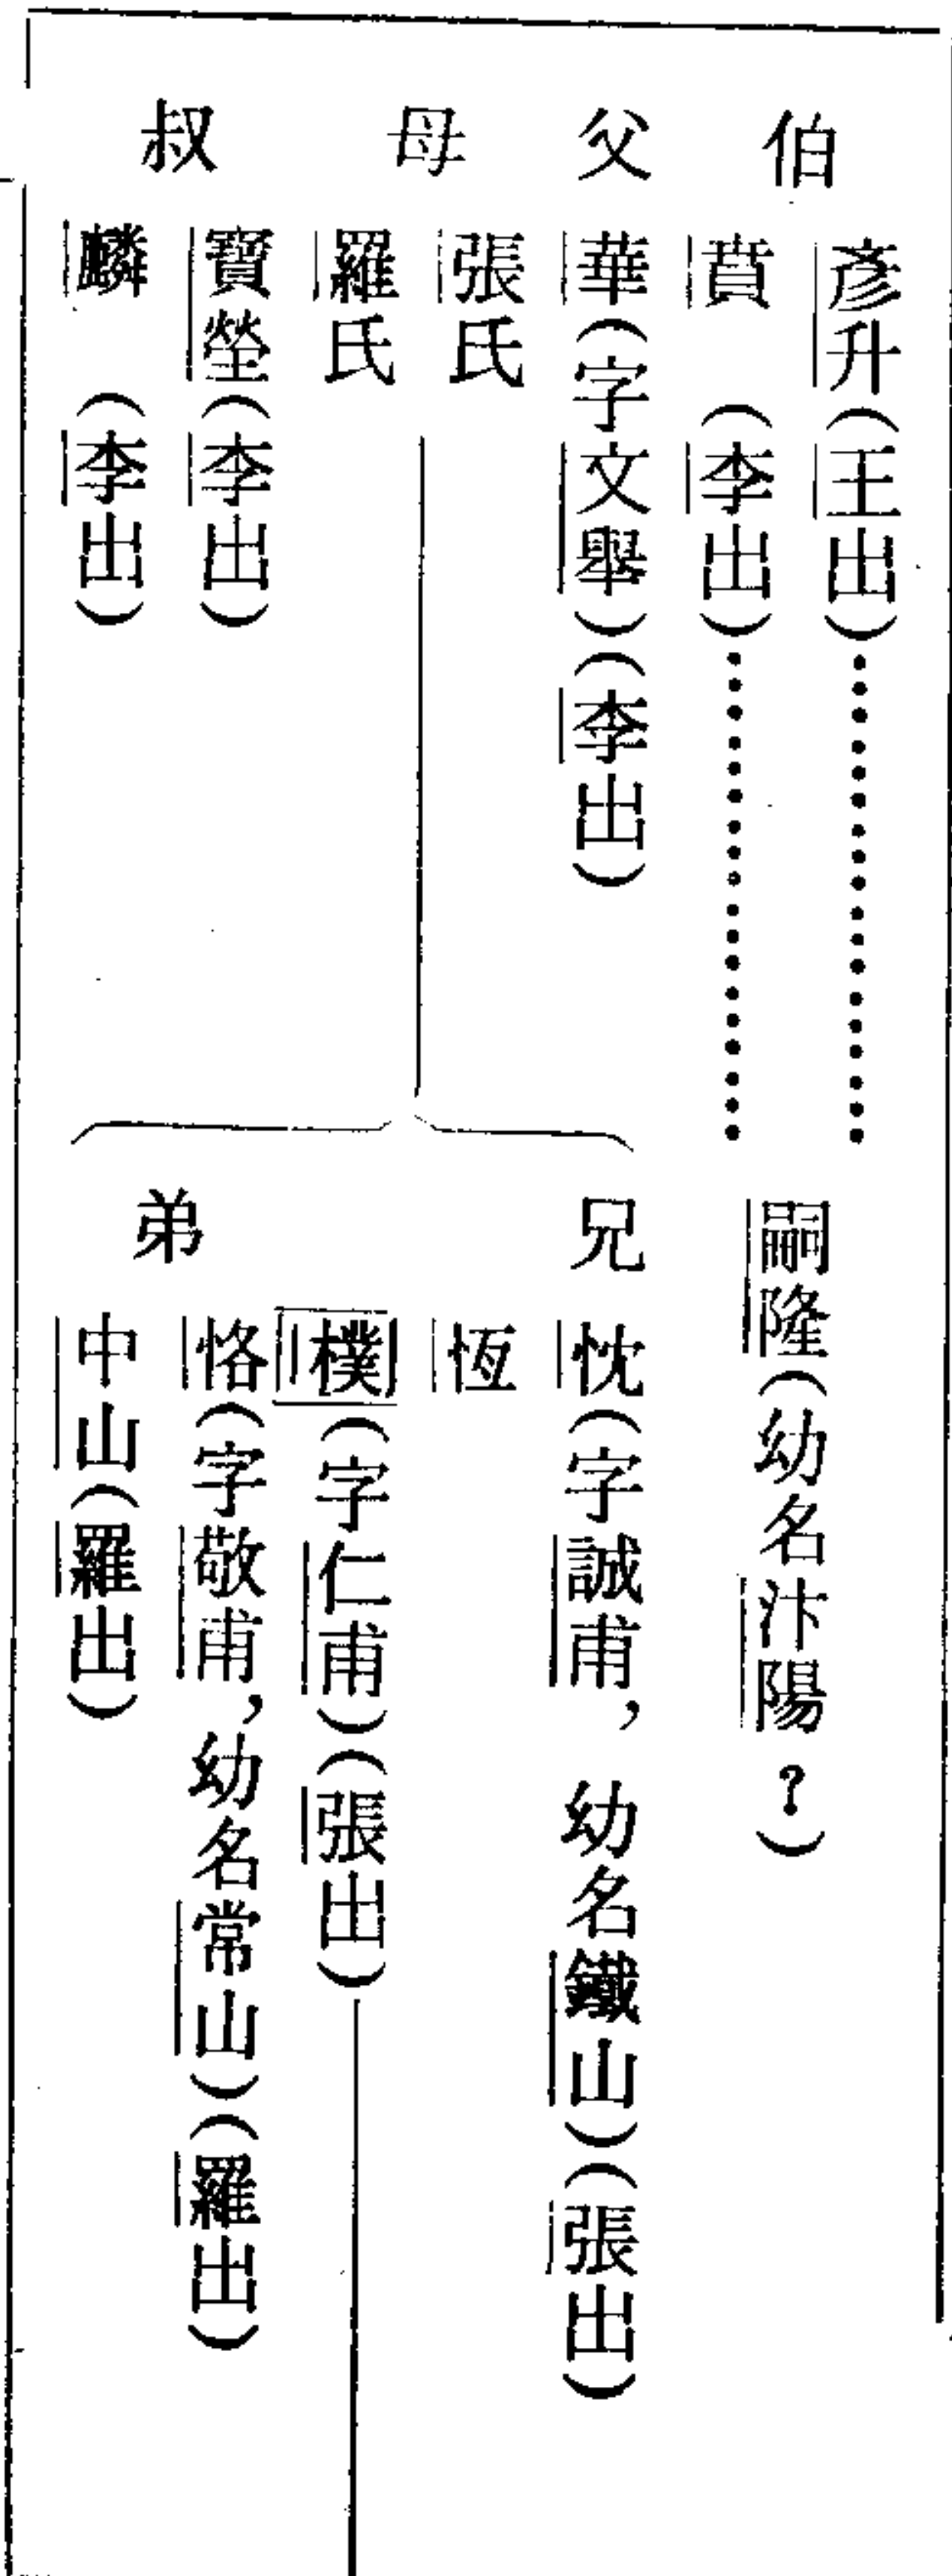 伯
彥升(王出)
賁 (李出)
父
華(字文舉)(李出)
母
張氏
羅氏
叔
寶瑩(李出)
麟 (李出)
嗣隆(幼名汴陽?)
兄
忱(字誠甫, 幼名鐵山)(張出)
恆
樸(字仁甫)(張出)
弟
恪(字敬甫,幼名常山)(羅出)
中山(羅出)